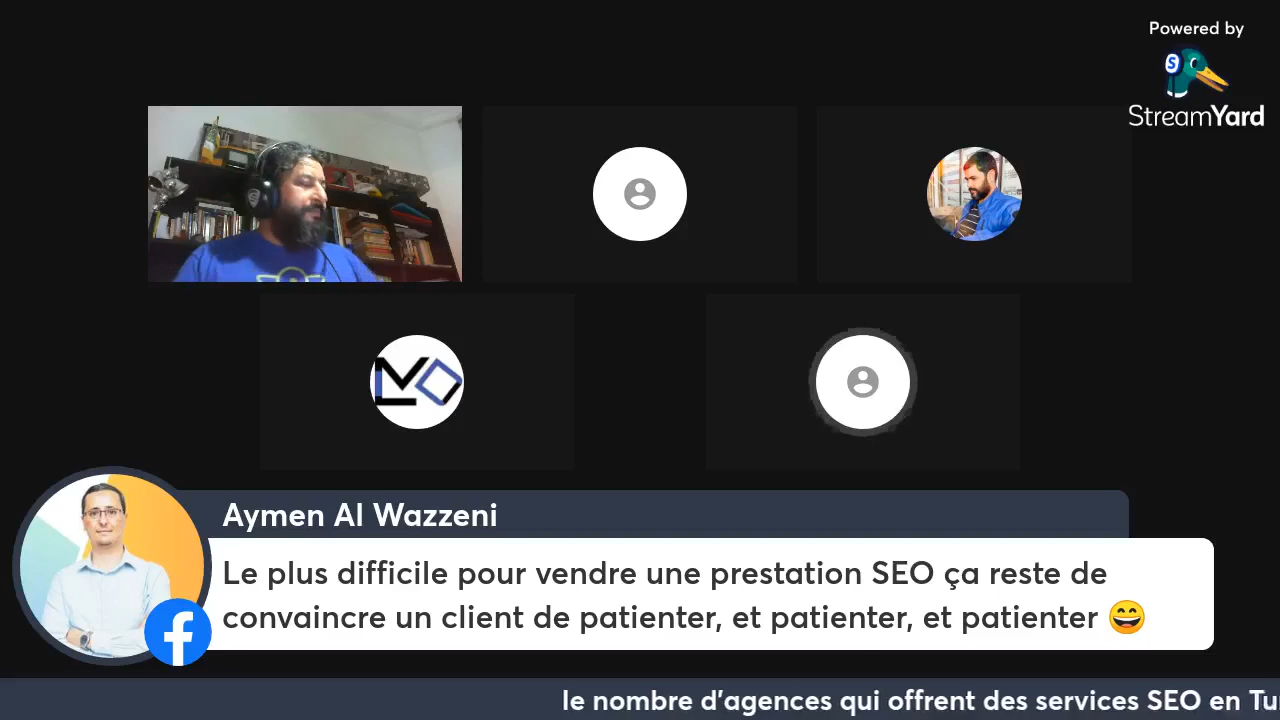 Powered by
StreamYard
Aymen Al Wazzeni
Le plus difficile pour vendre une prestation SEO ça reste de
convaincre un client de patienter, et patienter, et patienter 😄
le nombre d'agences qui offrent des services SEO en Tu